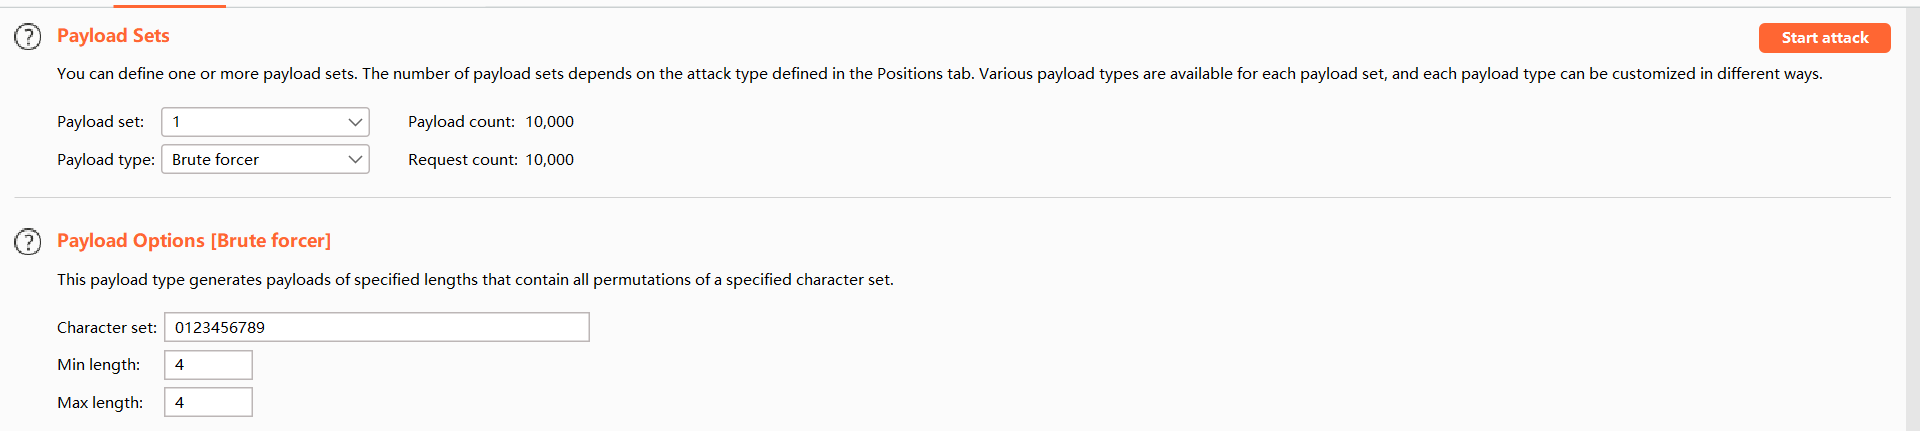 Payload Sets
Start attack
You can define one or more payload sets. The number of payload sets depends on the attack type defined in the Positions tab. Various payload types are available for each payload set, and each payload type can be customized in different ways.
Payload set: 1 Payload count: 10,000
Payload type: Brute forcer Request count: 10,000
Payload Options [Brute forcer]
This payload type generates payloads of specified lengths that contain all permutations of a specified character set.
Character set: 0123456789
Min length: 4
Max length: 4